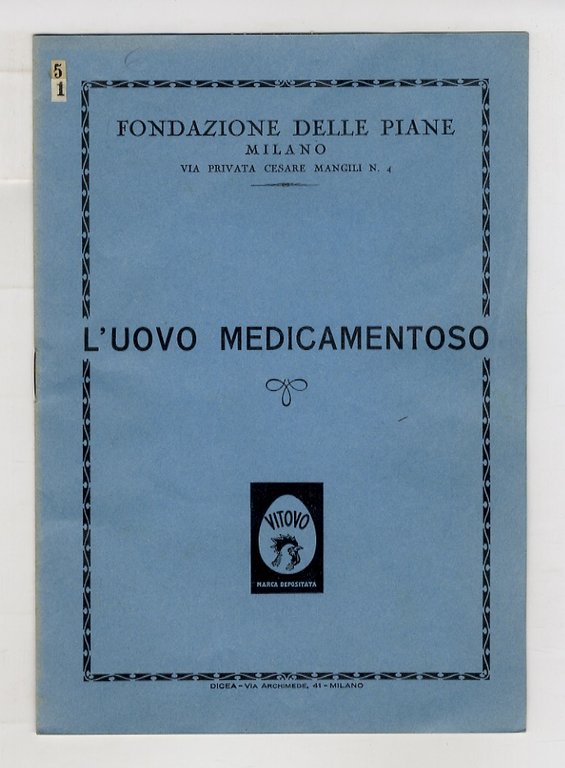 5
1
FONDAZIONE DELLE PIANE
MILANO
VIA PRIVATA CESARE MANGILI N. 4
L'UOVO MEDICAMENTOSO
VITOVO
MARCA DEPOSITATA
DICEA - VIA ARCHIMEDE, 41 - MILANO